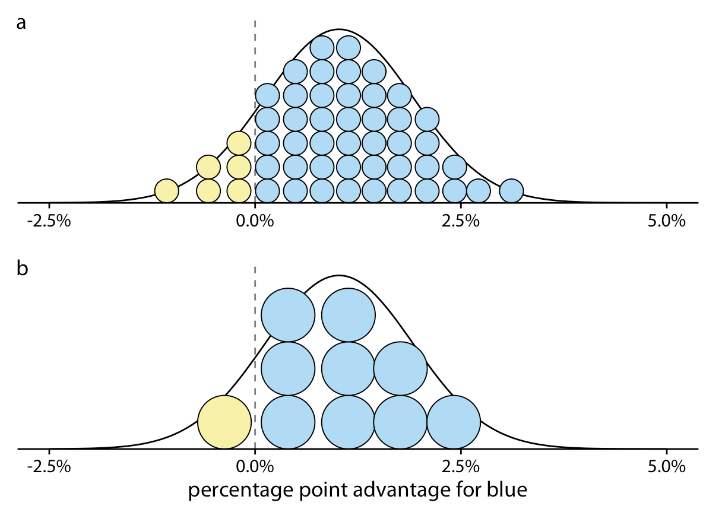 a
-2.5% 0.0% 2.5% 5.0%
b
-2.5% 0.0% 2.5% 5.0%
percentage point advantage for blue